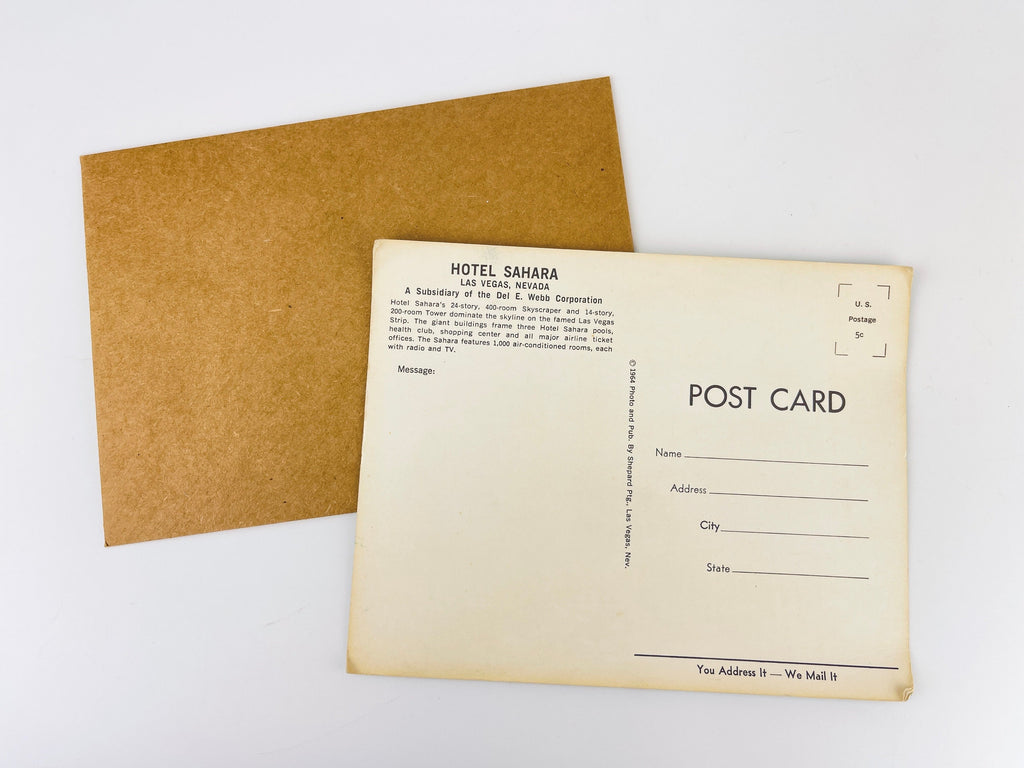 HOTEL SAHARA
LAS VEGAS, NEVADA
A Subsidiary of the Del E. Webb Corporation
Hotel Sahara's 24-story, 400-room Skyscraper and 14-story,
200-room Tower dominate the skyline on the famed Las Vegas
Strip. The giant buildings frame three Hotel Sahara pools,
health club, shopping center and all major airline ticket
offices. The Sahara features 1,000 air-conditioned rooms, each
with radio and TV.
Message:
© 1964 Photo and Pub. By Shepard Ptg., Las Vegas, Nev.
U. S.
Postage
5c
POST CARD
Name
Address
City
State
You Address It — We Mail It